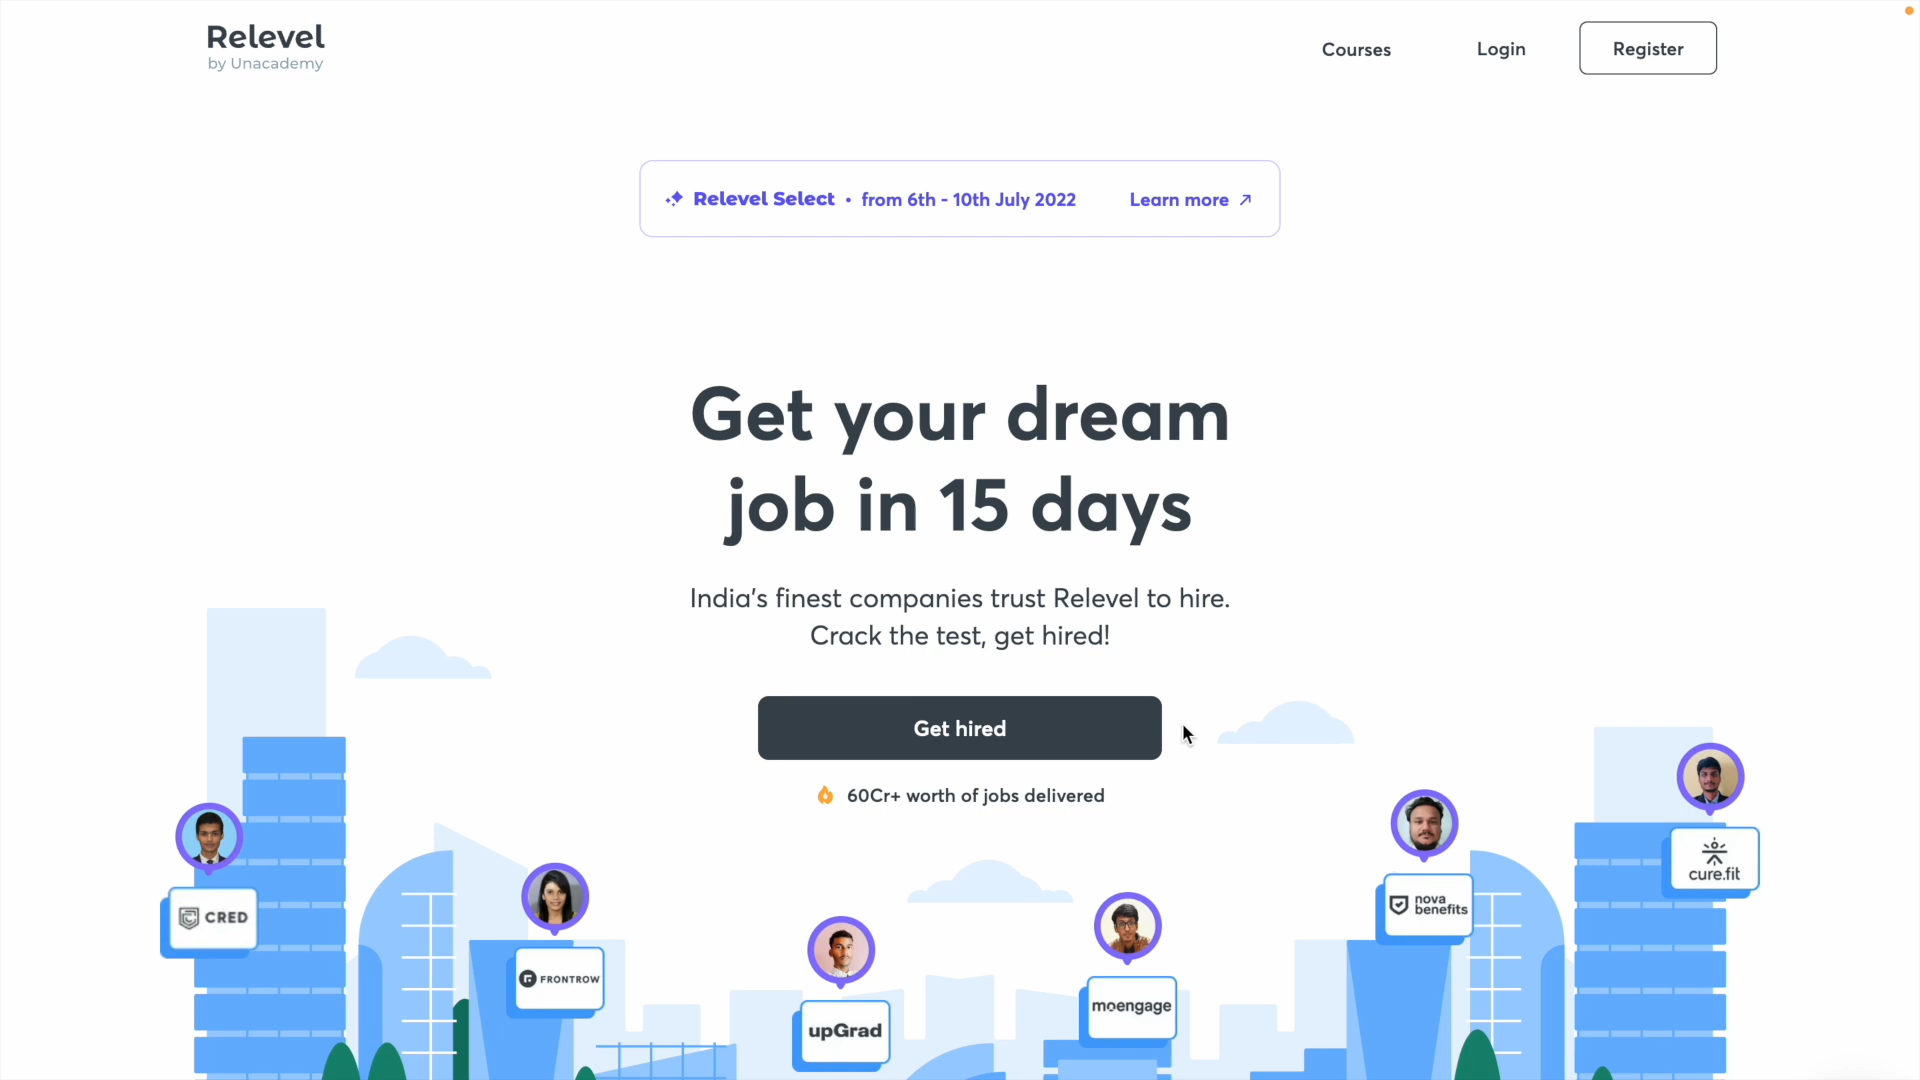 Relevel
by Unacademy
Courses
Login
Register
Relevel Select • from 6th - 10th July 2022
Learn more
Get your dream
job in 15 days
India's finest companies trust Relevel to hire.
Crack the test, get hired!
Get hired
60Cr+ worth of jobs delivered
CRED
FRONTROW
upGrad
moengage
nova
benefits
cure.fit